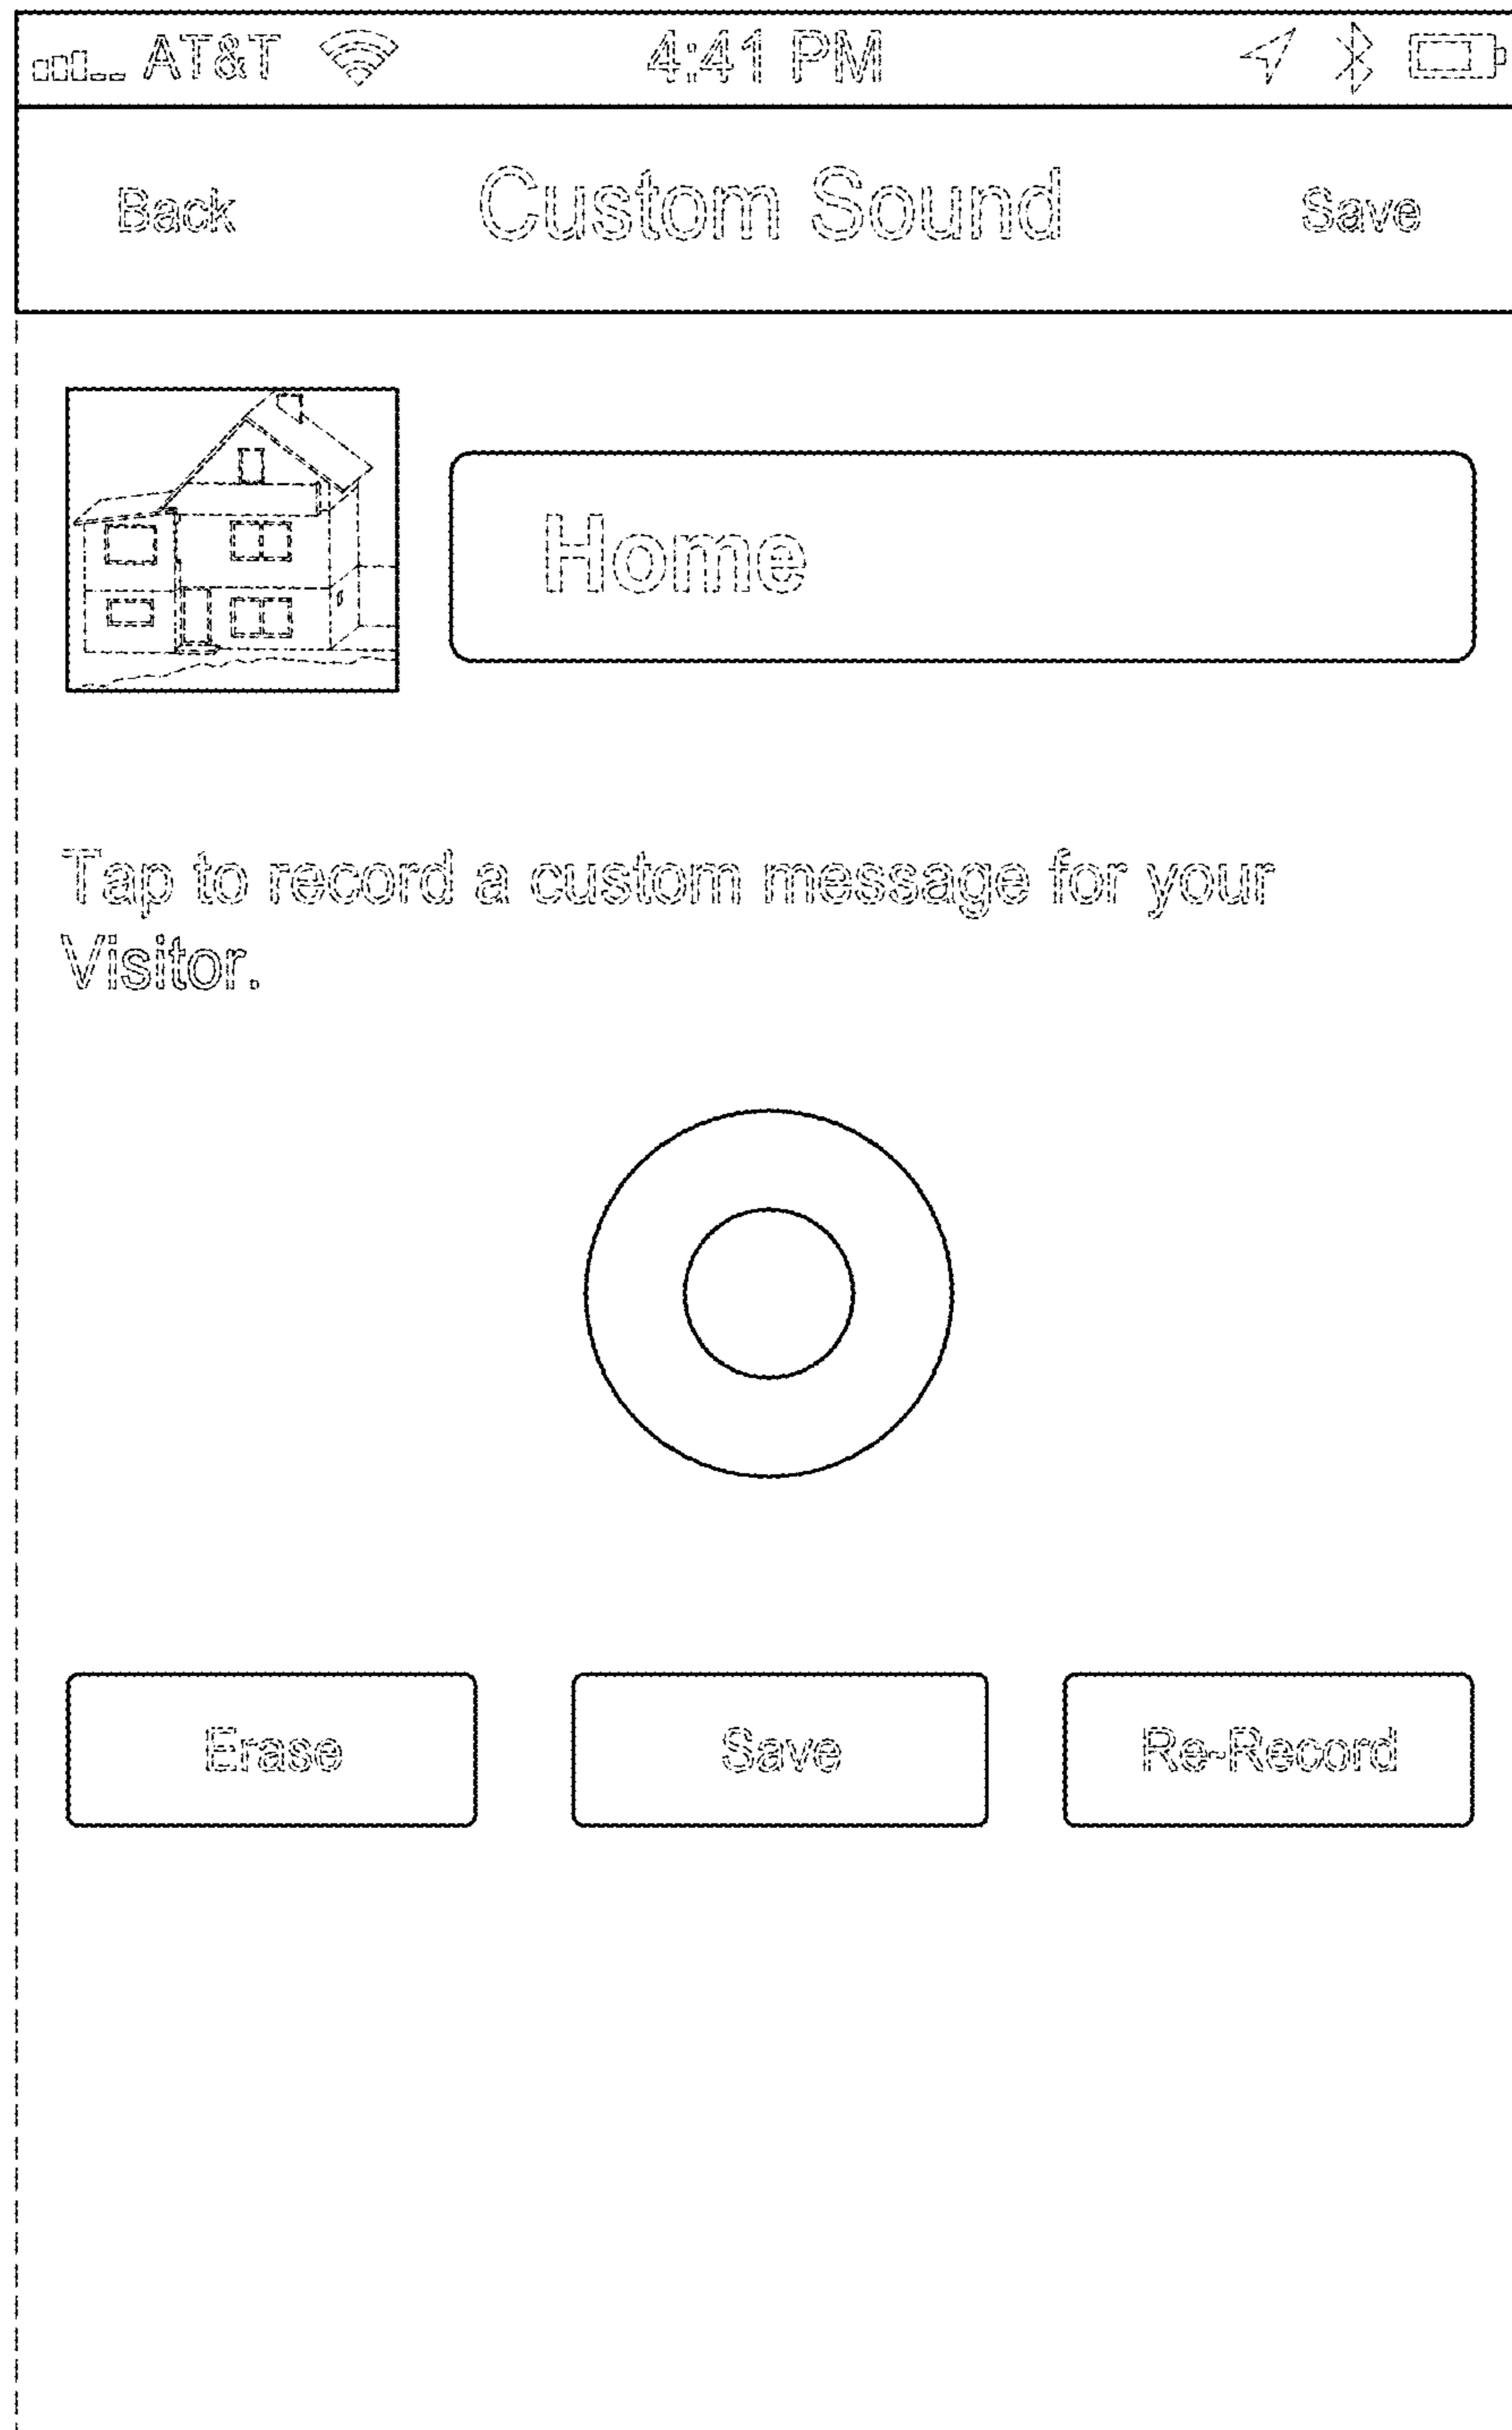 AT&T 4:41 PM
Back Custom Sound Save
Home
Tap to record a custom message for your
Visitor.
Erase Save Re-Record